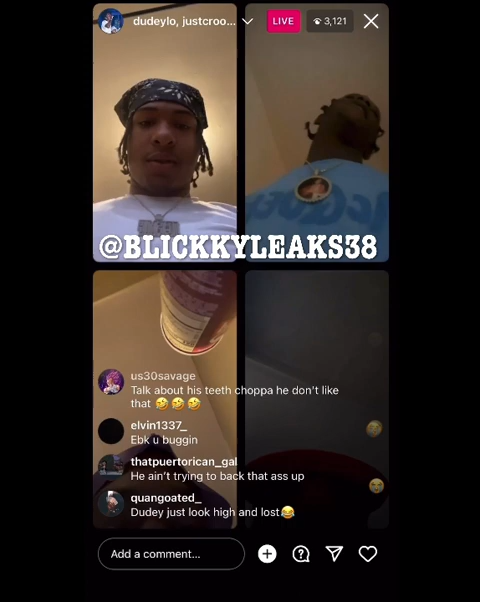 dudeylo, justcroo...
LIVE
3,121
@BLICKKYLEAKS38
us30savage
Talk about his teeth choppa he don't like
that 🤣🤣🤣
elvin1337_
Ebk u buggin
thatpuertorican_gal
He ain't trying to back that ass up
quangoated_
Dudey just look high and lost😂
Add a comment...